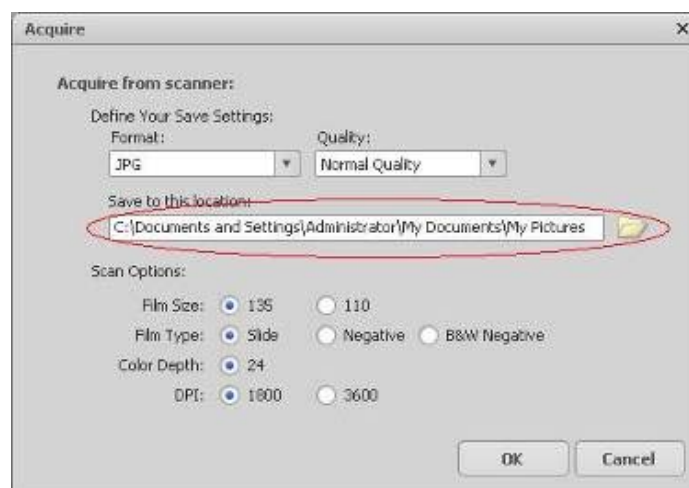 Acquire
Acquire from scanner:
Define Your Save Settings:
Format: Quality:
JPG Normal Quality
Save to this location:
C:\Documents and Settings\Administrator\My Documents\My Pictures
Scan Options:
Film Size: 135 110
Film Type: Slide Negative B&W Negative
Color Depth: 24
DPI: 1800 3600
OK Cancel